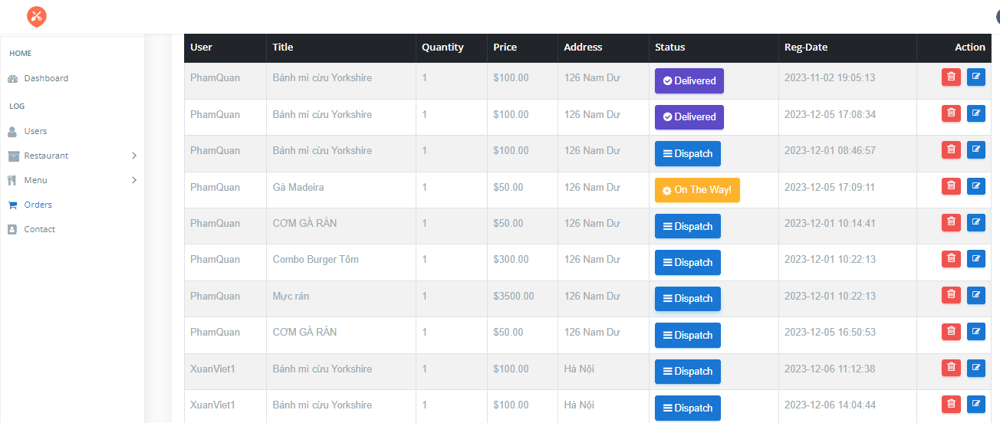 HOME
Dashboard
LOG
Users
Restaurant
Menu
Orders
Contact
User Title Quantity Price Address Status Reg-Date Action
PhamQuan Bánh mì cừu Yorkshire 1 $100.00 126 Nam Dư Delivered 2023-11-02 19:05:13
PhamQuan Bánh mì cừu Yorkshire 1 $100.00 126 Nam Dư Delivered 2023-12-05 17:08:34
PhamQuan Bánh mì cừu Yorkshire 1 $100.00 126 Nam Dư Dispatch 2023-12-01 08:46:57
PhamQuan Gà Madeira 1 $50.00 126 Nam Dư On The Way! 2023-12-05 17:09:11
PhamQuan CƠM GÀ RÁN 1 $50.00 126 Nam Dư Dispatch 2023-12-01 10:14:41
PhamQuan Combo Burger Tôm 1 $300.00 126 Nam Dư Dispatch 2023-12-01 10:22:13
PhamQuan Mực rán 1 $3500.00 126 Nam Dư Dispatch 2023-12-01 10:22:13
PhamQuan CƠM GÀ RÁN 1 $50.00 126 Nam Dư Dispatch 2023-12-05 16:50:53
XuanViet1 Bánh mì cừu Yorkshire 1 $100.00 Hà Nội Dispatch 2023-12-06 11:12:38
XuanViet1 Bánh mì cừu Yorkshire 1 $100.00 Hà Nội Dispatch 2023-12-06 14:04:44